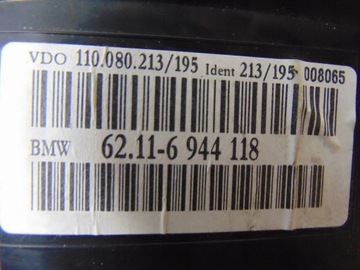 VDO 110.080.213/195 Ident 213/195 008065
BMW 62.11-6 944 118